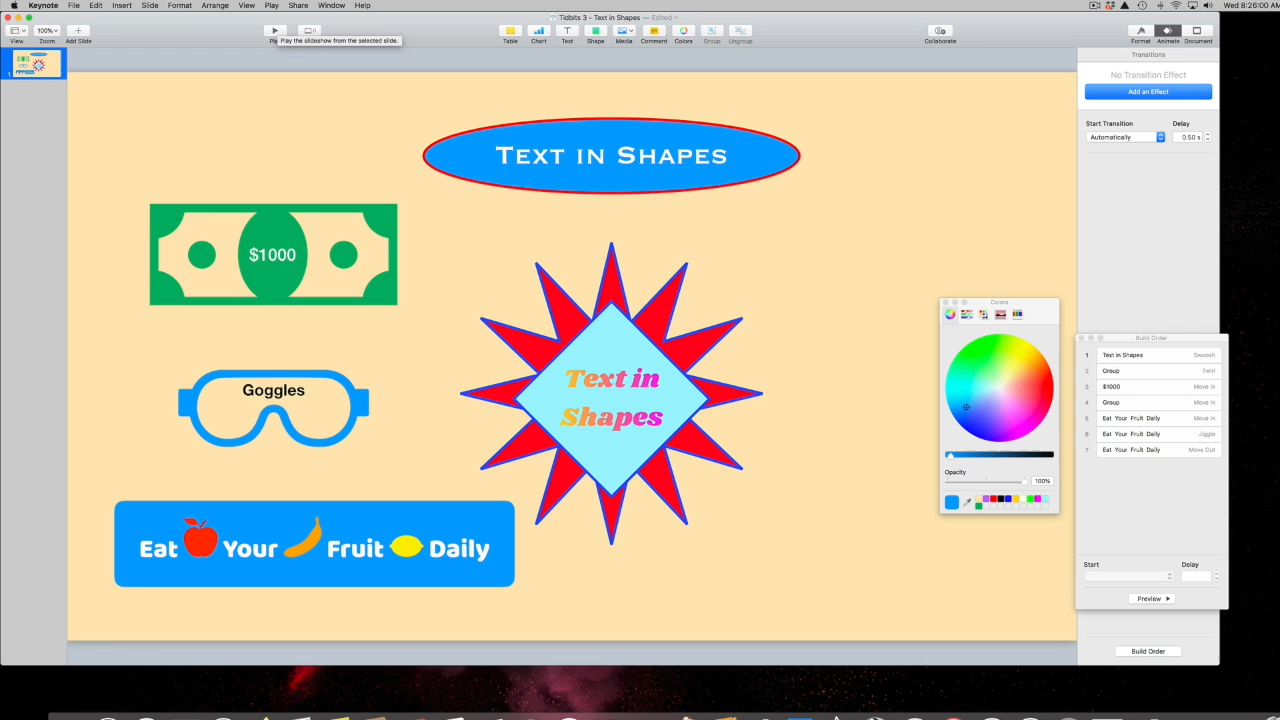 Keynote File Edit Insert Slide Format Arrange View Play Share Window Help
Wed 8:26:00 AM
Tidbits 3 - Text in Shapes — Edited
100%
View Zoom Add Slide
Table Chart Text Shape Media Comment Colors Group Ungroup
Collaborate
Format Animate Document
Play the slideshow from the selected slide.
1
Transitions
No Transition Effect
Add an Effect
Start Transition Delay
Automatically 0.50 s
Text in Shapes
$1000
Goggles
Text in
Shapes
Eat Your Fruit Daily
Colors
Opacity
100%
Build Order
1 Text in Shapes Swoosh
2 Group Twirl
3 $1000 Move In
4 Group Move In
5 Eat Your Fruit Daily Move In
6 Eat Your Fruit Daily Jiggle
7 Eat Your Fruit Daily Move Out
Start Delay
Preview
Build Order